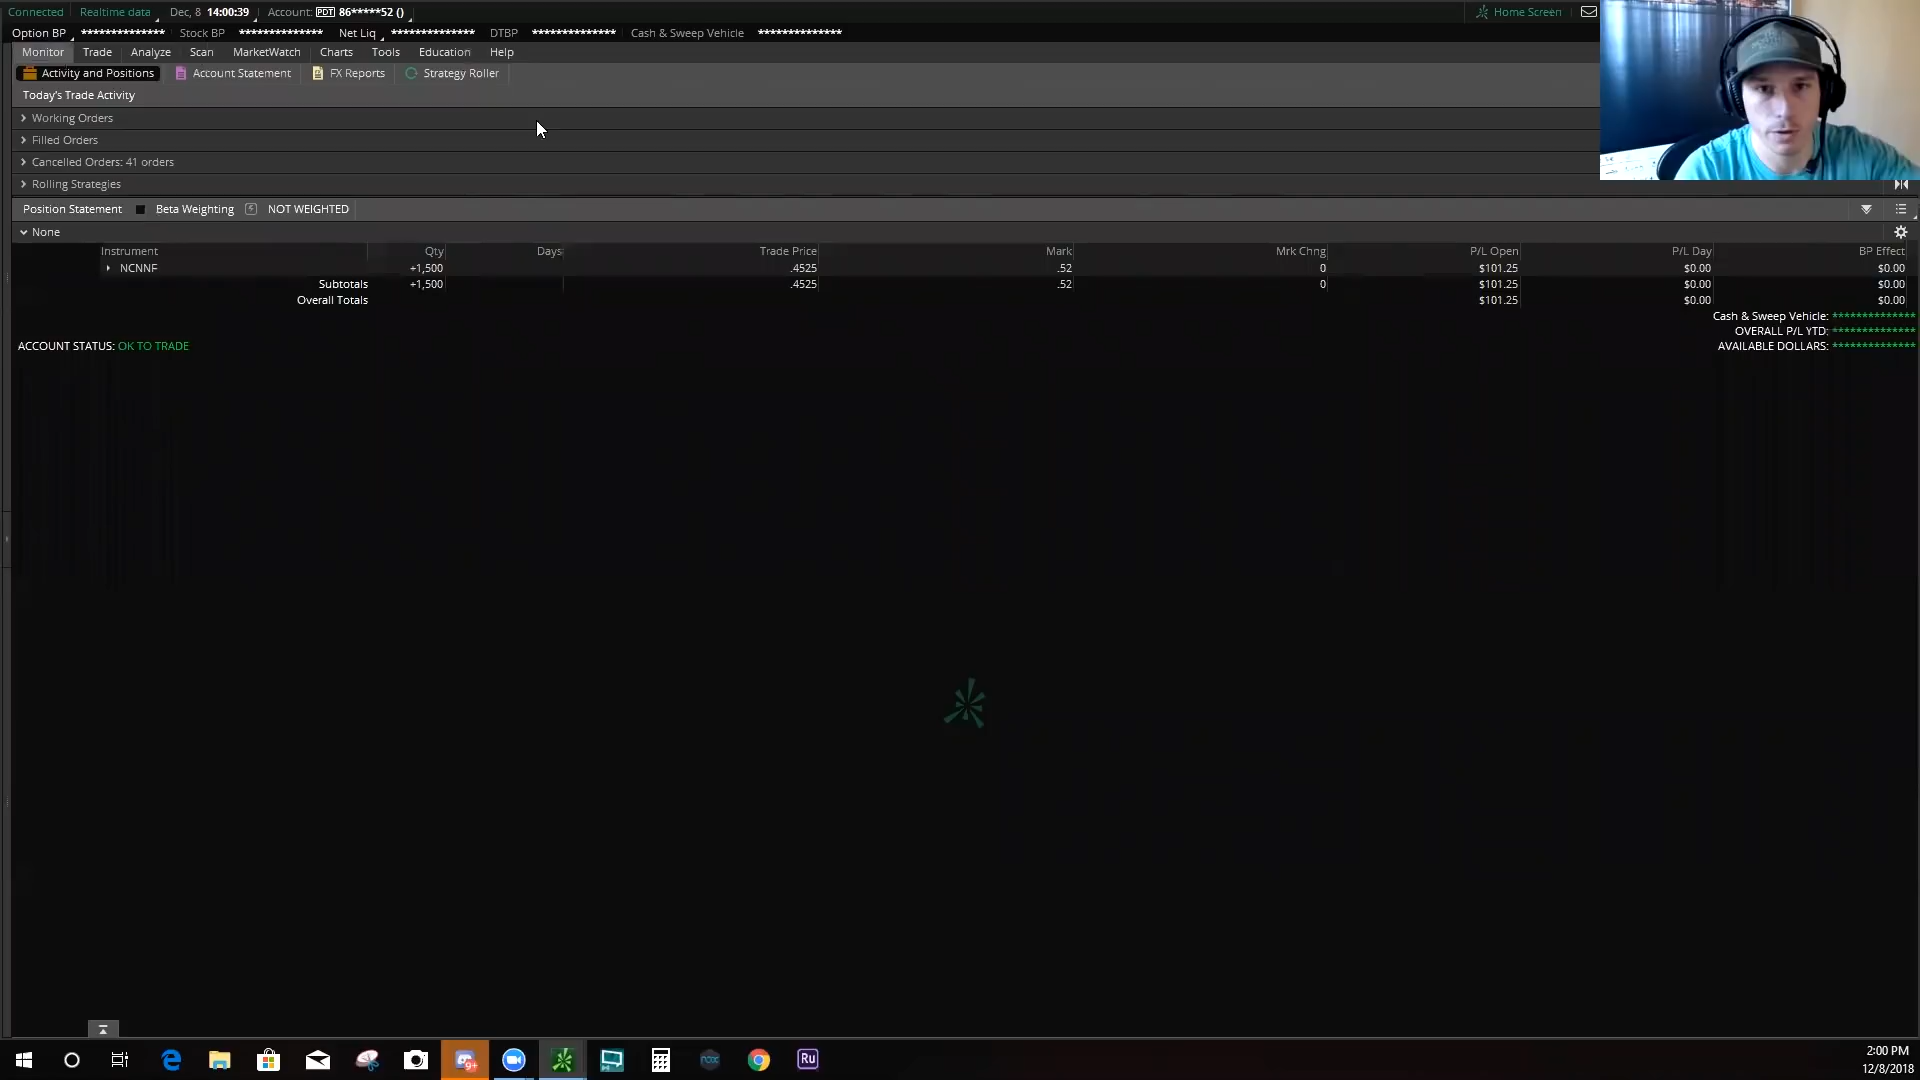 Connected Realtime data Dec, 8 14:00:39 Account: PDT 86*****52 () Home Screen
Option BP ************** Stock BP ************** Net Liq ************** DTBP ************** Cash & Sweep Vehicle **************
Monitor Trade Analyze Scan MarketWatch Charts Tools Education Help
Activity and Positions Account Statement FX Reports Strategy Roller
Today's Trade Activity
Working Orders
Filled Orders
Cancelled Orders: 41 orders
Rolling Strategies
Position Statement Beta Weighting NOT WEIGHTED
None
Instrument Qty Days Trade Price Mark Mrk Chng P/L Open P/L Day BP Effect
NCNNF +1,500 .4525 .52 0 $101.25 $0.00 $0.00
Subtotals +1,500 .4525 .52 0 $101.25 $0.00 $0.00
Overall Totals $101.25 $0.00 $0.00
Cash & Sweep Vehicle: **************
OVERALL P/L YTD: **************
ACCOUNT STATUS: OK TO TRADE AVAILABLE DOLLARS: **************
9+ nox Ru
2:00 PM
12/8/2018